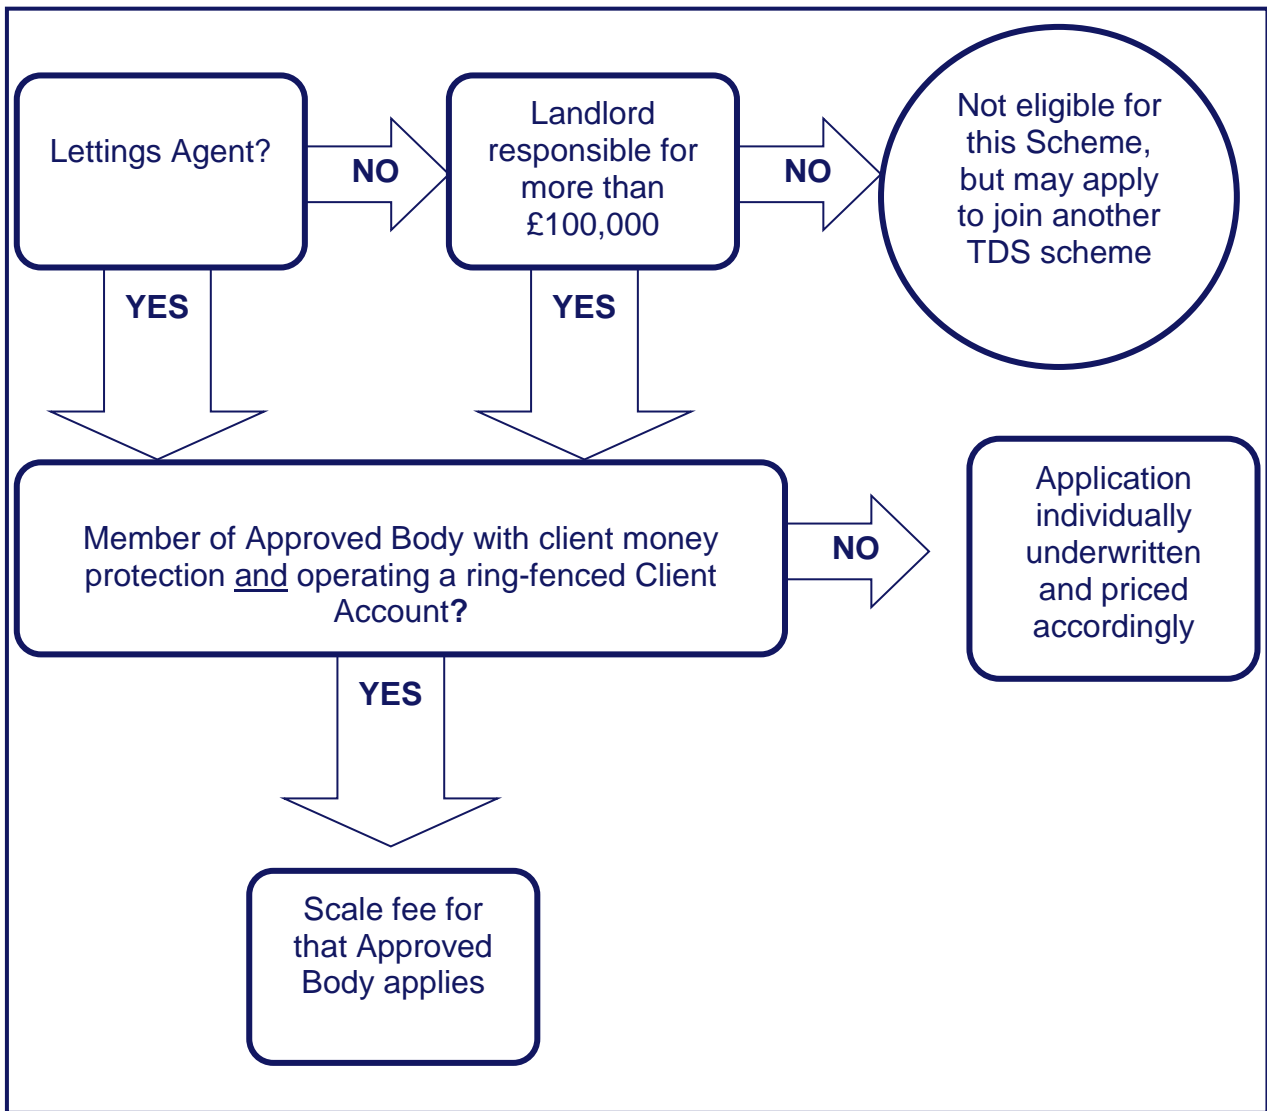 Lettings Agent?
NO
Landlord
responsible for
more than
£100,000
NO
Not eligible for
this Scheme,
but may apply
to join another
TDS scheme
YES
YES
Member of Approved Body with client money
protection and operating a ring-fenced Client
Account?
NO
Application
individually
underwritten
and priced
accordingly
YES
Scale fee for
that Approved
Body applies